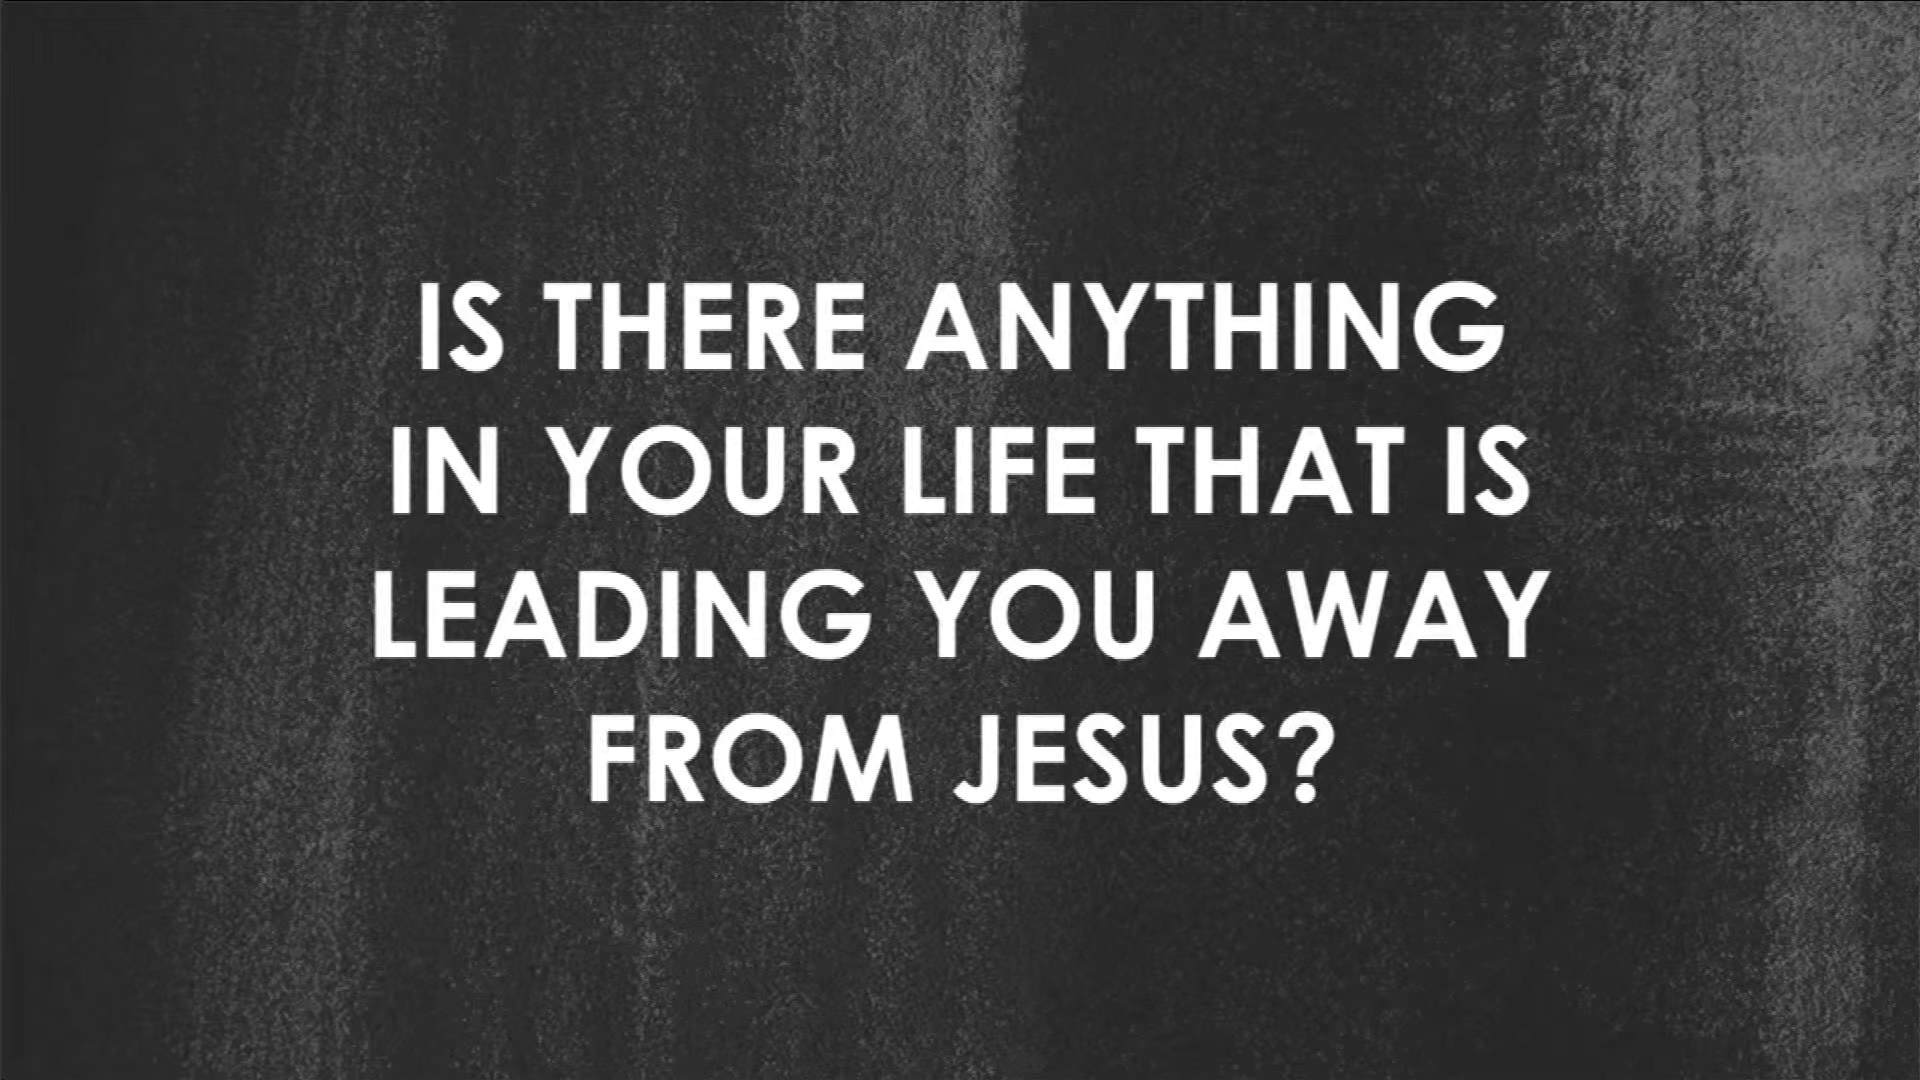 IS THERE ANYTHING
IN YOUR LIFE THAT IS
LEADING YOU AWAY
FROM JESUS?